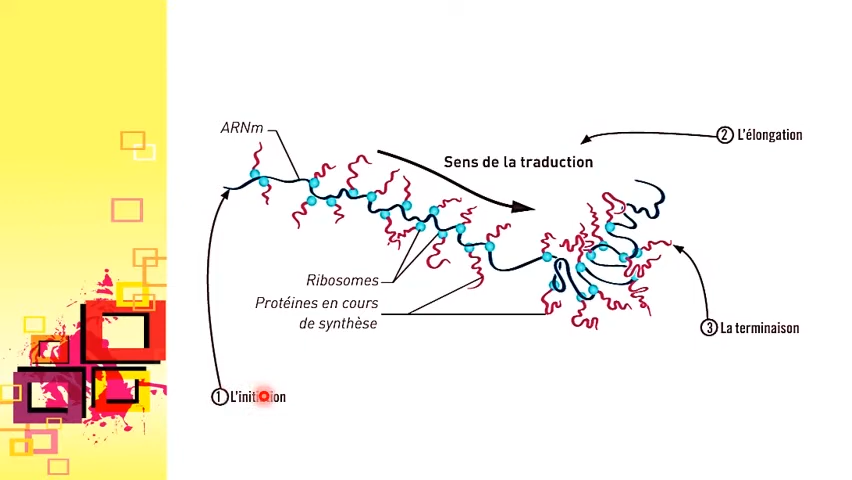 ARNm
② L'élongation
Sens de la traduction
Ribosomes
Protéines en cours
de synthèse
③ La terminaison
①